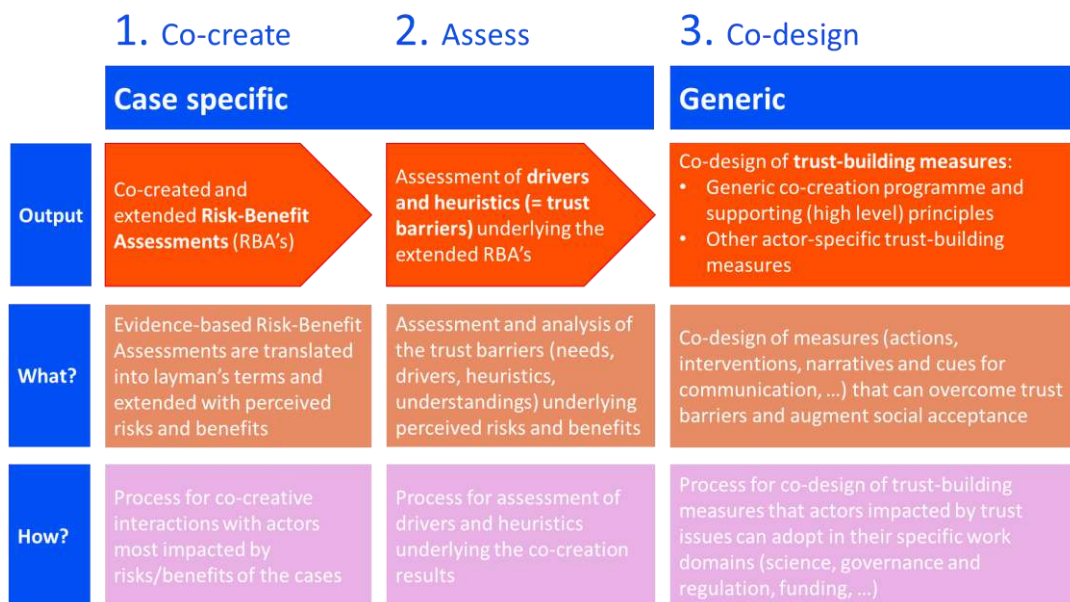 1. Co-create
2. Assess
3. Co-design
Case specific
Generic
Output
Co-created and
extended Risk-Benefit
Assessments (RBA's)
Assessment of drivers
and heuristics (= trust
barriers) underlying the
extended RBA's
Co-design of trust-building measures:
• Generic co-creation programme and
supporting (high level) principles
• Other actor-specific trust-building
measures
What?
Evidence-based Risk-Benefit
Assessments are translated
into layman's terms and
extended with perceived
risks and benefits
Assessment and analysis of
the trust barriers (needs,
drivers, heuristics,
understandings) underlying
perceived risks and benefits
Co-design of measures (actions,
interventions, narratives and cues for
communication, ...) that can overcome trust
barriers and augment social acceptance
How?
Process for co-creative
interactions with actors
most impacted by
risks/benefits of the cases
Process for assessment of
drivers and heuristics
underlying the co-creation
results
Process for co-design of trust-building
measures that actors impacted by trust
issues can adopt in their specific work
domains (science, governance and
regulation, funding, ...)